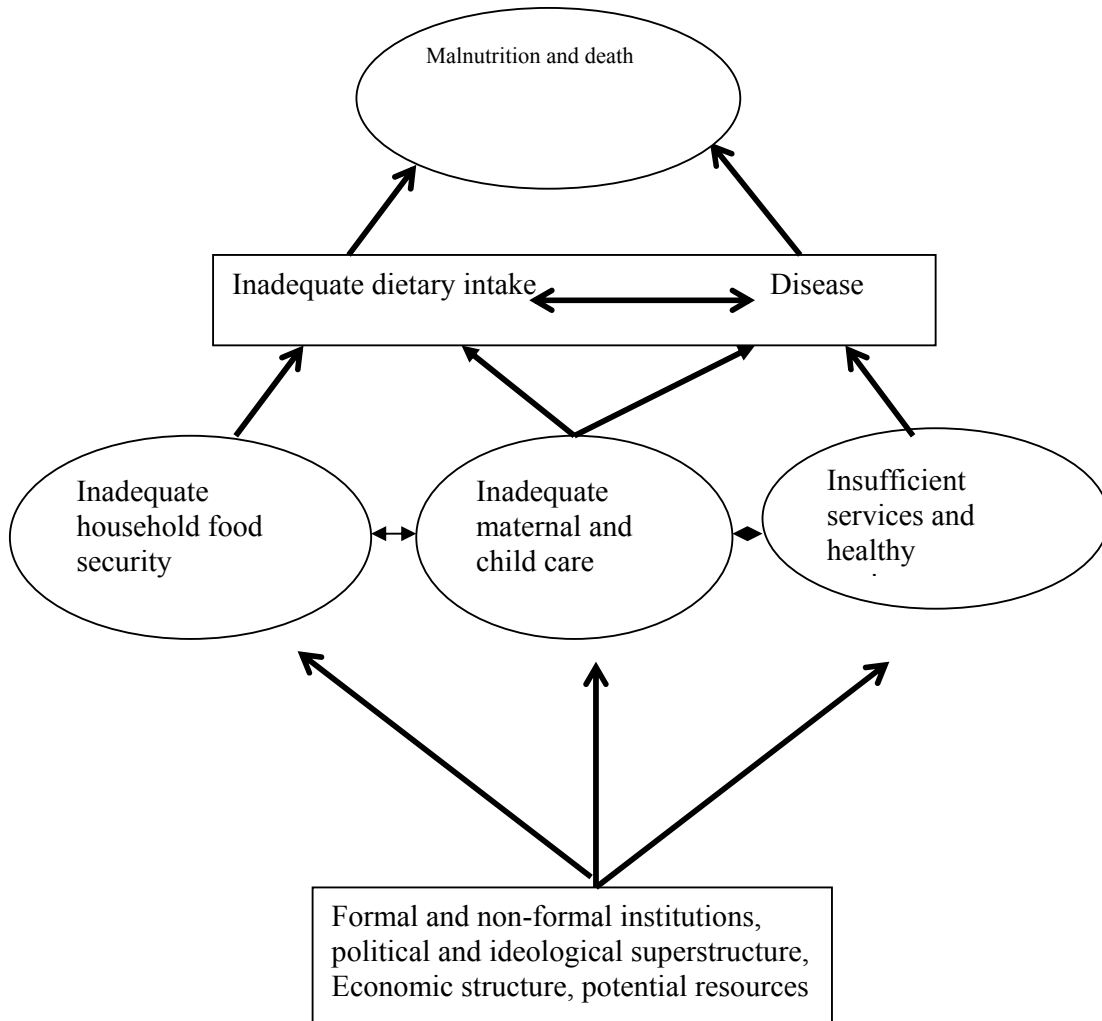 Malnutrition and death
Inadequate dietary intake
Disease
Inadequate
household food
security
Inadequate
maternal and
child care
Insufficient
services and
healthy
Formal and non-formal institutions,
political and ideological superstructure,
Economic structure, potential resources